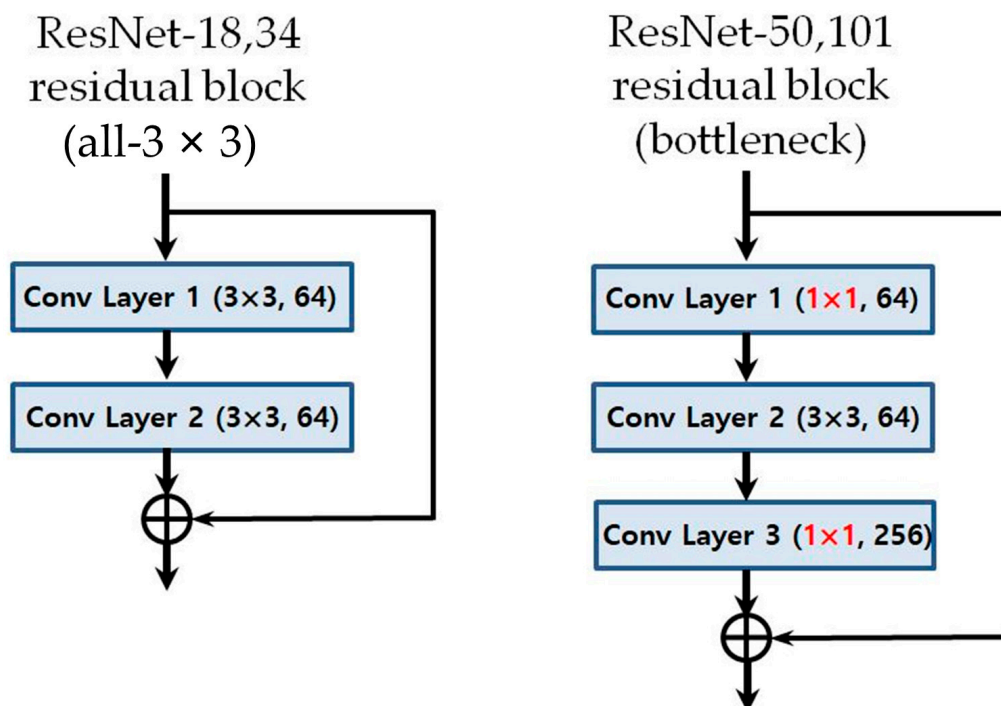 ResNet-18,34
residual block
(all-3 × 3)
Conv Layer 1 (3×3, 64)
Conv Layer 2 (3×3, 64)
ResNet-50,101
residual block
(bottleneck)
Conv Layer 1 (1×1, 64)
Conv Layer 2 (3×3, 64)
Conv Layer 3 (1×1, 256)